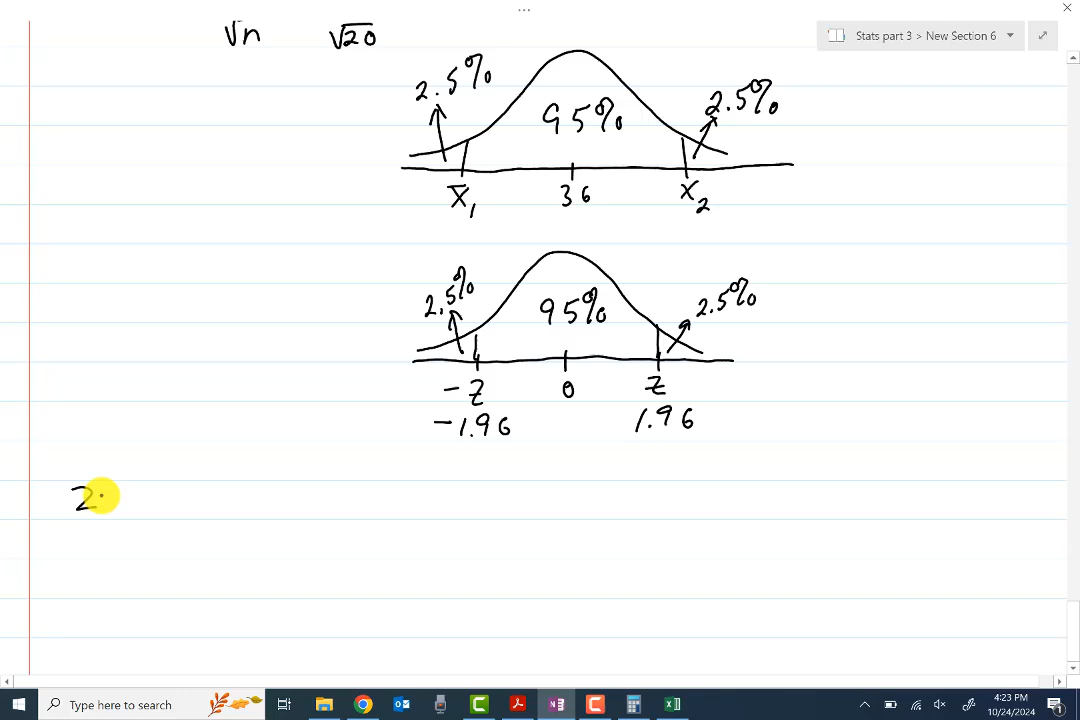 Stats part 3 > New Section 6
√n √20
2.5% 95% 2.5%
X̄₁ 36 X₂
2.5% 95% 2.5%
-Z 0 Z
-1.96 1.96
2.
Type here to search
4:23 PM
10/24/2024